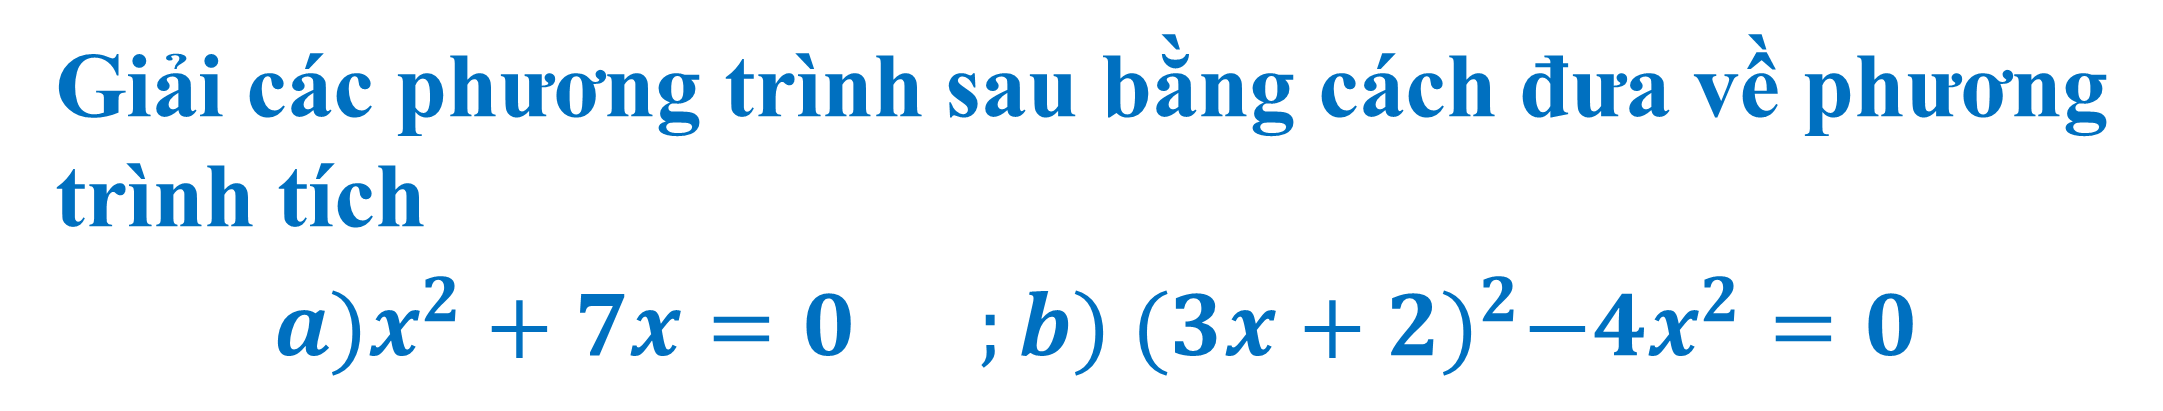 Giải các phương trình sau bằng cách đưa về phương
trình tích
a)x² + 7x = 0 ; b) (3x + 2)²−4x² = 0